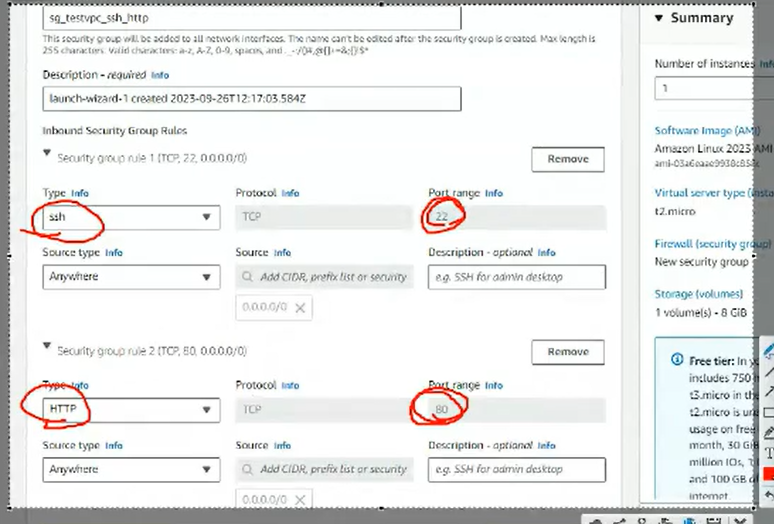 sg_testvpc_ssh_http
This security group will be added to all network interfaces. The name can't be edited after the security group is created. Max length is
255 characters. Valid characters: a-z, A-Z, 0-9, spaces, and
Description - required Info
launch-wizard-1 created 2023-09-26T12:17:03.584Z
Inbound Security Group Rules
Security group rule 1 (TCP, 22, 0.0.0.0/0)
Remove
Type Info
Protocol Info
Port range Info
ssh
TCP
22
Source type Info
Source Info
Description - optional Info
Anywhere
Add CIDR, prefix list or security
e.g. SSH for admin desktop
0.0.0.0/0
Security group rule 2 (TCP, 80, 0.0.0.0/0)
Remove
Type Info
Protocol Info
Port range Info
HTTP
TCP
80
Source type Info
Source Info
Description - optional Info
Anywhere
Add CIDR, prefix list or security
e.g. SSH for admin desktop
0.0.0.0/0
Summary
Number of instances Info
1
Software Image (AMI)
Amazon Linux 2023 AMI
Virtual server type (insta
t2.micro
Firewall (security group)
New security group
Storage (volumes)
1 volume(s) - 8 GiB
Free tier: In y
includes 750
t3.micro in the
t2.micro is un
usage on free
month, 30 Gi
million IOs, 1
and 100 GB o
internet.